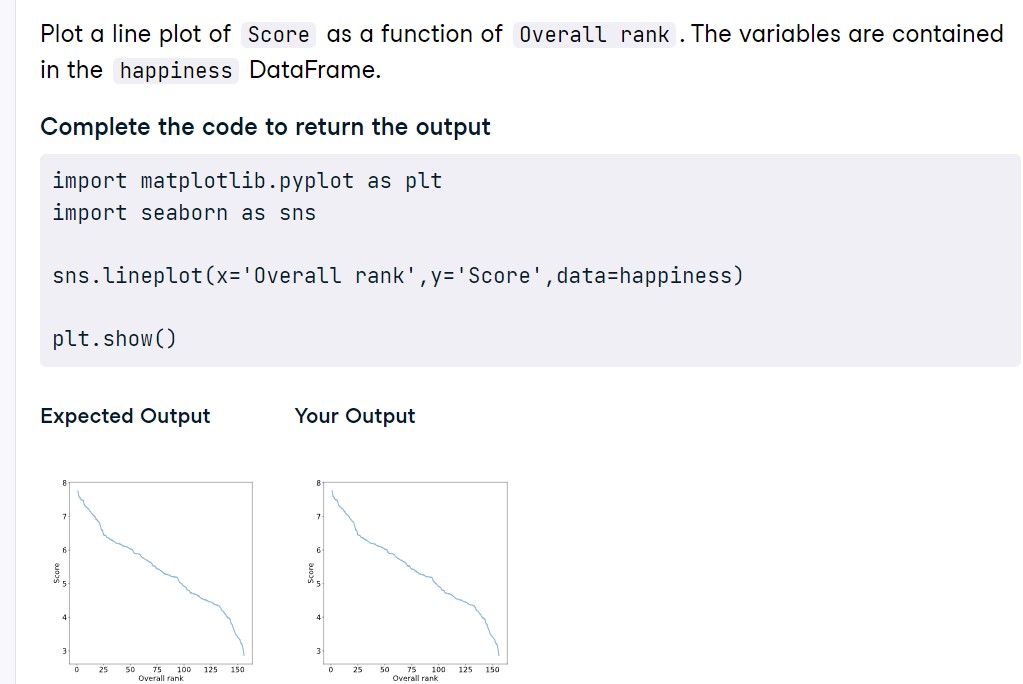 Plot a line plot of Score as a function of Overall rank. The variables are contained
in the happiness DataFrame.
Complete the code to return the output
import matplotlib.pyplot as plt
import seaborn as sns
sns.lineplot(x='Overall rank',y='Score',data=happiness)
plt.show()
Expected Output
Your Output
8
7
6
5
4
3
Score
0 25 50 75 100 125 150
Overall rank
8
7
6
5
4
3
Score
0 25 50 75 100 125 150
Overall rank